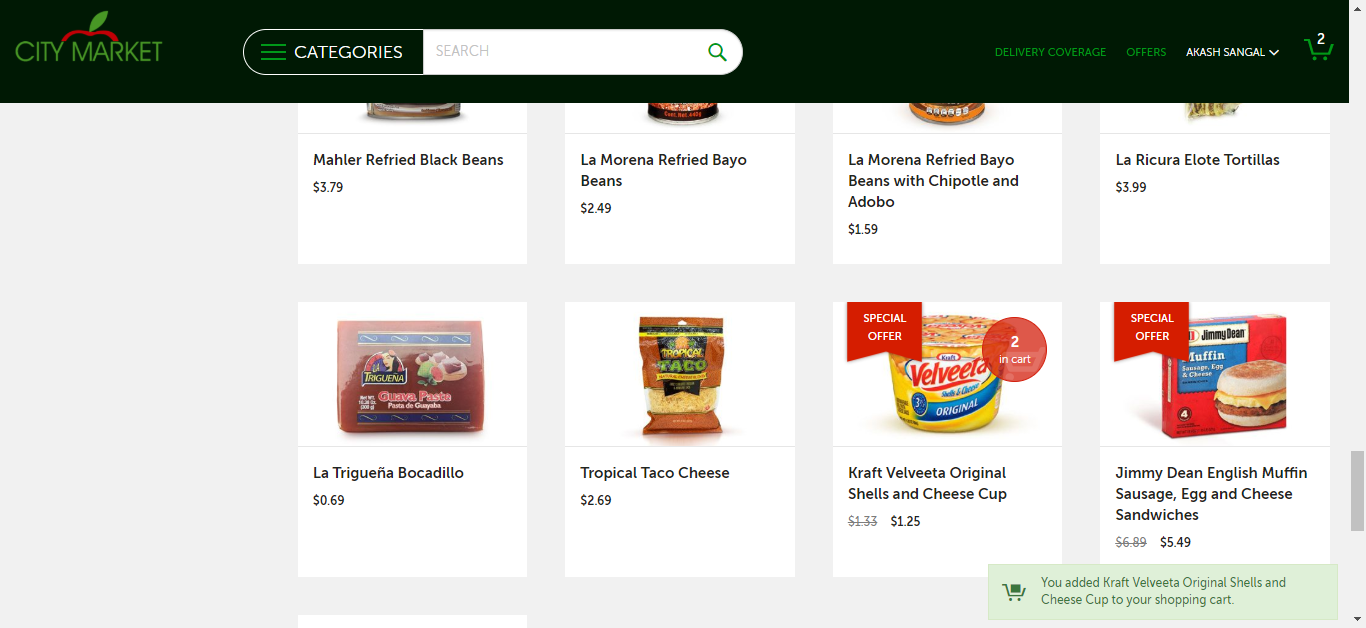 CITY MARKET
CATEGORIES
SEARCH
DELIVERY COVERAGE
OFFERS
AKASH SANGAL
2
Cont. Net. 440g
Mahler Refried Black Beans
$3.79
La Morena Refried Bayo
Beans
$2.49
La Morena Refried Bayo
Beans with Chipotle and
Adobo
$1.59
La Ricura Elote Tortillas
$3.99
LA TRIGUEÑA
Guava Paste
Pasta de Guayaba
La Trigueña Bocadillo
$0.69
TROPICAL
TACO
Tropical Taco Cheese
$2.69
SPECIAL
OFFER
2
in cart
Kraft
Velveeta
Shells & Cheese
ORIGINAL
Kraft Velveeta Original
Shells and Cheese Cup
$1.33 $1.25
SPECIAL
OFFER
Jimmy Dean
Muffin
Sausage, Egg
& Cheese
4
Jimmy Dean English Muffin
Sausage, Egg and Cheese
Sandwiches
$6.89 $5.49
You added Kraft Velveeta Original Shells and
Cheese Cup to your shopping cart.